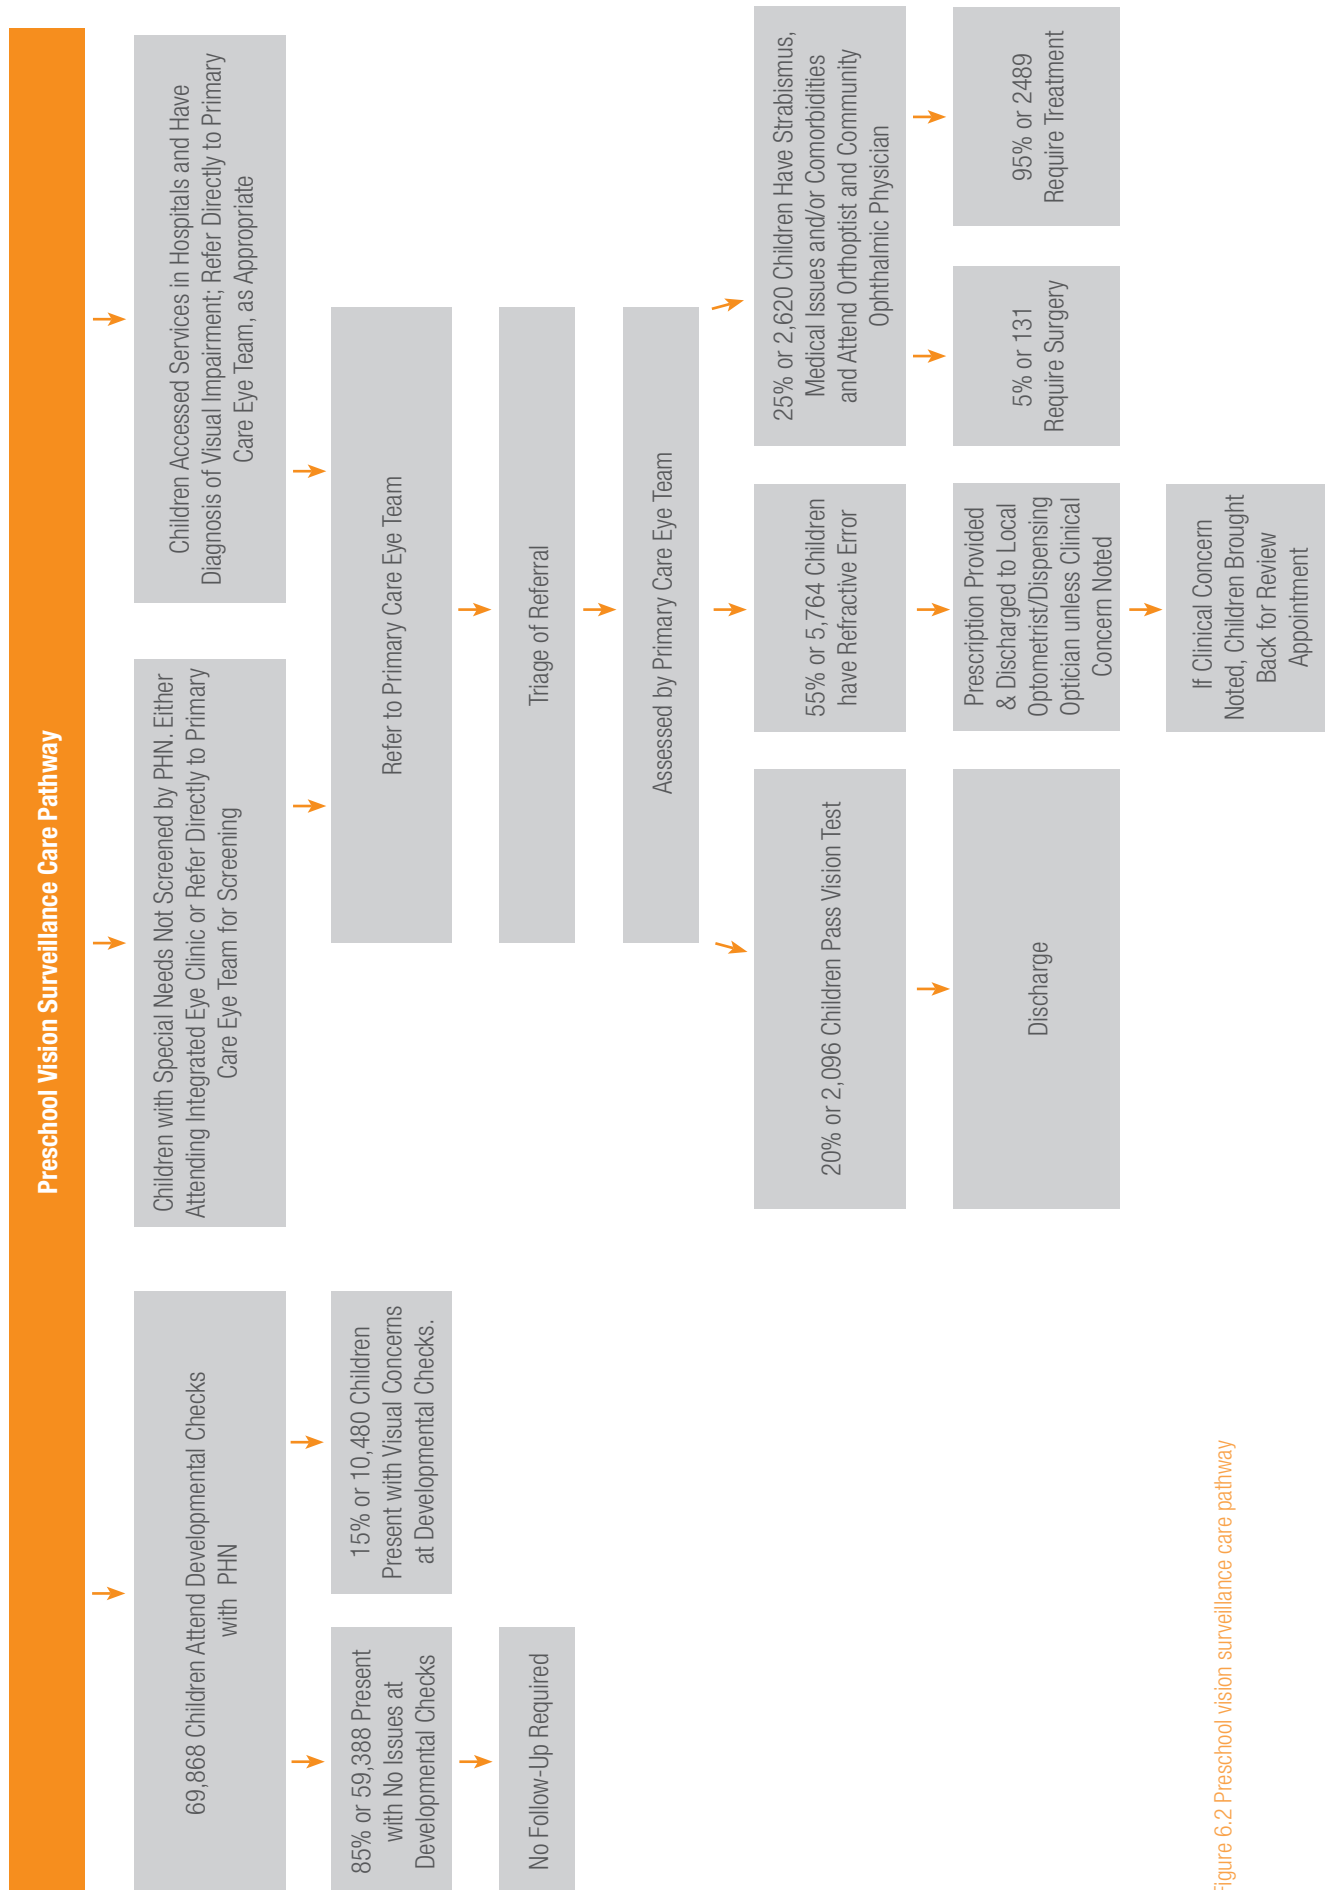 Preschool Vision Surveillance Care Pathway
69,868 Children Attend Developmental Checks
with PHN
Children with Special Needs Not Screened by PHN. Either
Attending Integrated Eye Clinic or Refer Directly to Primary
Care Eye Team for Screening
Children Accessed Services in Hospitals and Have
Diagnosis of Visual Impairment; Refer Directly to Primary
Care Eye Team, as Appropriate
85% or 59,388 Present
with No Issues at
Developmental Checks
15% or 10,480 Children
Present with Visual Concerns
at Developmental Checks.
Refer to Primary Care Eye Team
No Follow-Up Required
Triage of Referral
Assessed by Primary Care Eye Team
20% or 2,096 Children Pass Vision Test
55% or 5,764 Children
have Refractive Error
25% or 2,620 Children Have Strabismus,
Medical Issues and/or Comorbidities
and Attend Orthoptist and Community
Ophthalmic Physician
Discharge
Prescription Provided
& Discharged to Local
Optometrist/Dispensing
Optician unless Clinical
Concern Noted
5% or 131
Require Surgery
95% or 2489
Require Treatment
If Clinical Concern
Noted, Children Brought
Back for Review
Appointment
Figure 6.2 Preschool vision surveillance care pathway